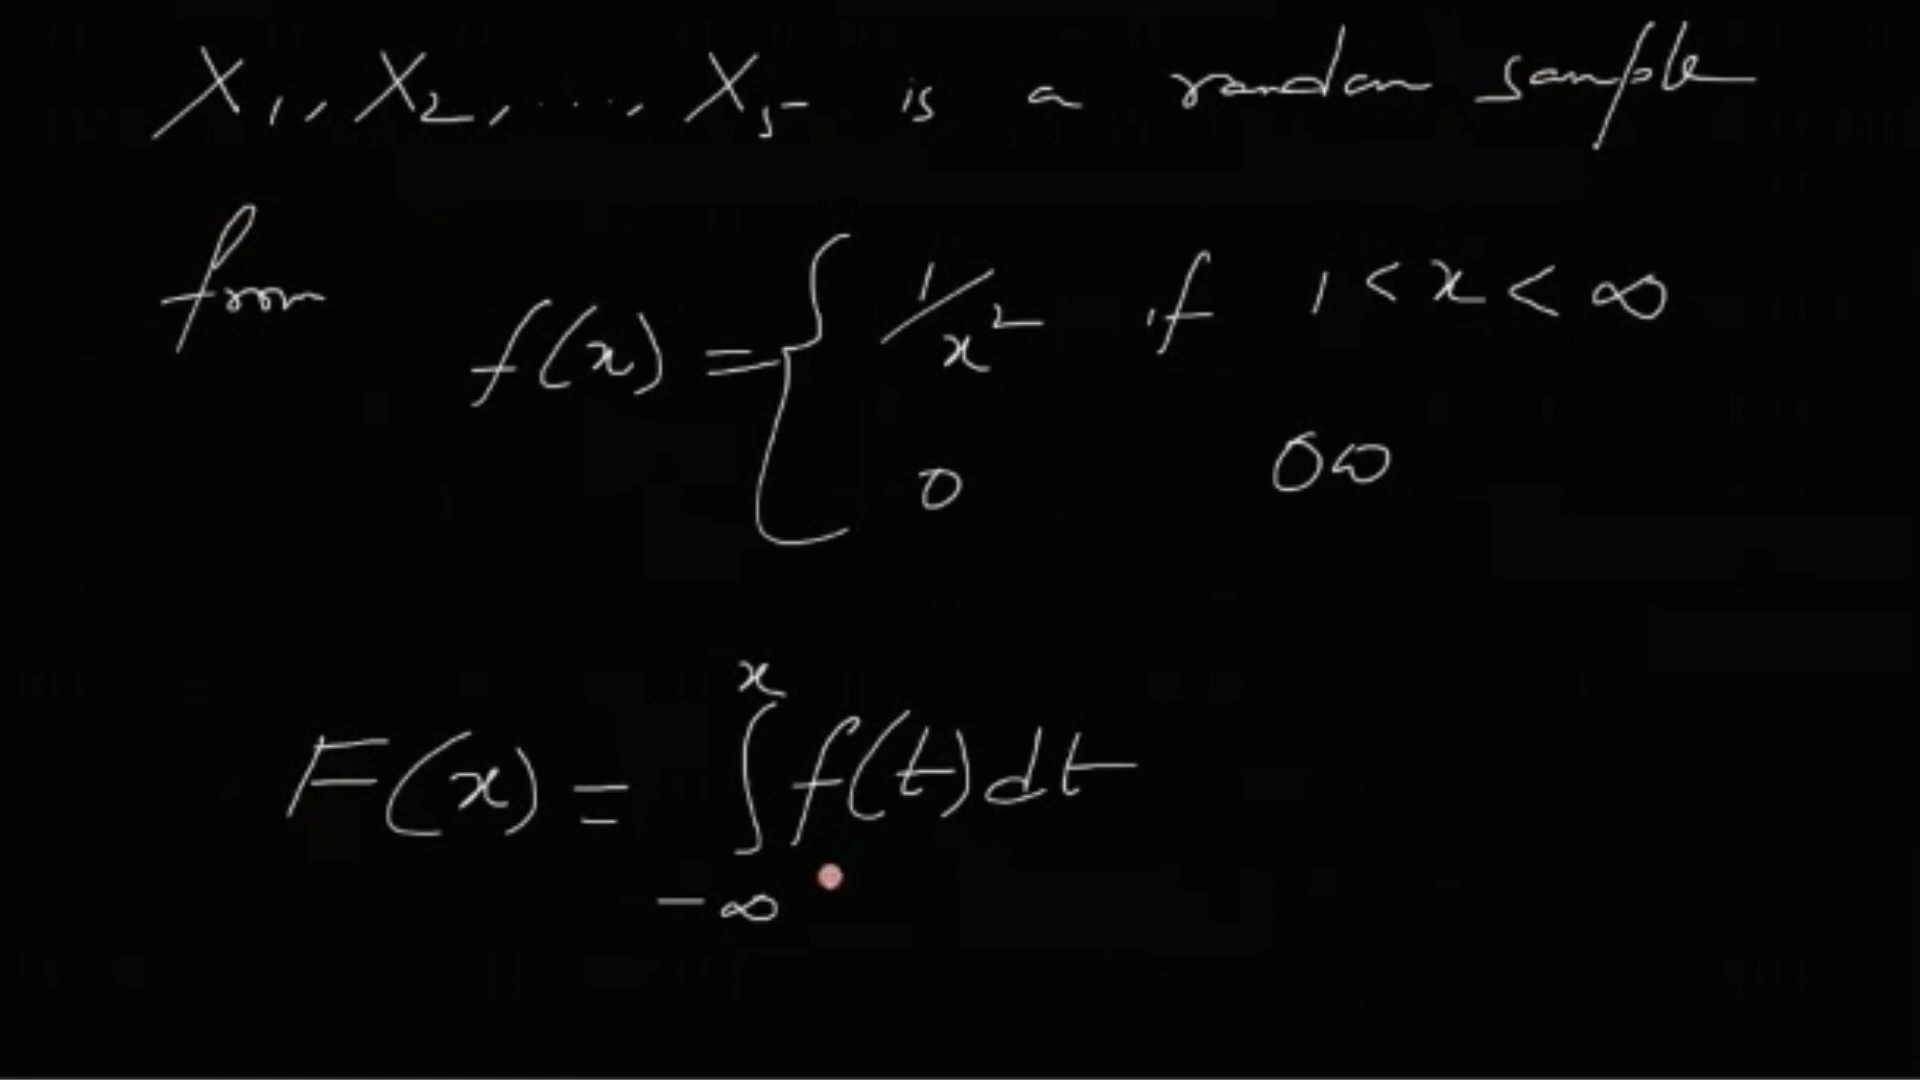 X₁, X₂, ...., X₅ is a random sample
from f(x) = { 1/x² if 1 < x < ∞
0 OW
F(x) = ∫_{-∞}^{x} f(t) dt